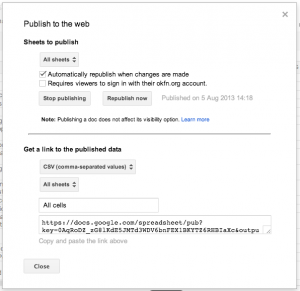 Publish to the web
Sheets to publish
All sheets
Automatically republish when changes are made
Requires viewers to sign in with their okfn.org account.
Stop publishing Republish now Published on 5 Aug 2013 14:18
Note: Publishing a doc does not affect its visibility option. Learn more
Get a link to the published data
CSV (comma-separated values)
All sheets
All cells
https://docs.google.com/spreadsheet/pub?
Copy and paste the link above
Close